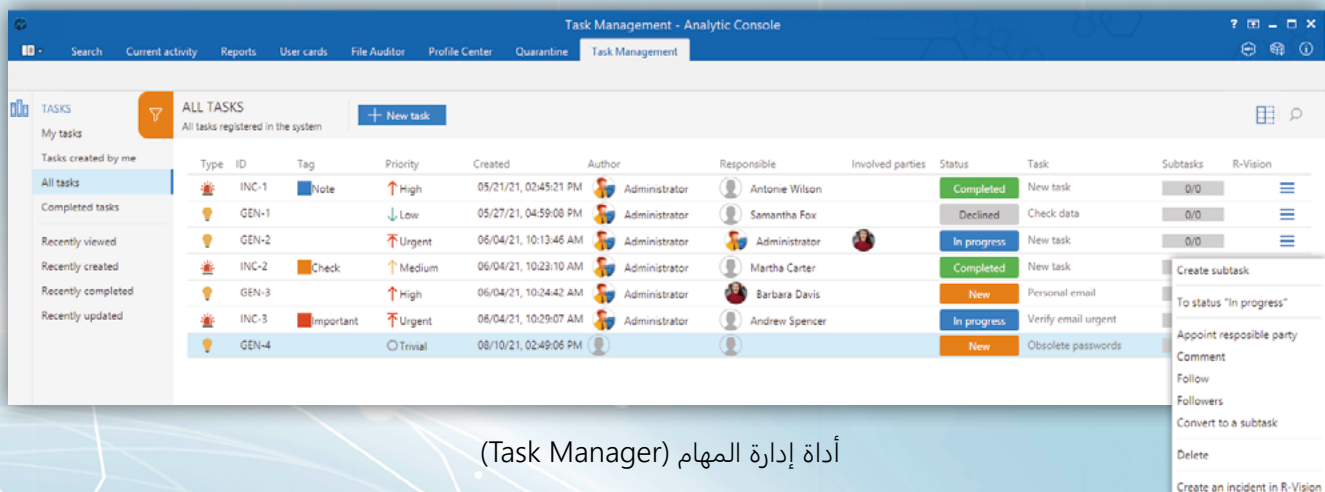 Task Management - Analytic Console
Search Current activity Reports User cards File Auditor Profile Center Quarantine Task Management
TASKS
My tasks
Tasks created by me
All tasks
Completed tasks
Recently viewed
Recently created
Recently completed
Recently updated
ALL TASKS
All tasks registered in the system
+ New task
Type ID Tag Priority Created Author Responsible Involved parties Status Task Subtasks R-Vision
INC-1 Note High 05/21/21, 02:45:21 PM Administrator Antonie Wilson Completed New task 0/0
GEN-1 Low 05/27/21, 04:59:08 PM Administrator Samantha Fox Declined Check data 0/0
GEN-2 Urgent 06/04/21, 10:13:46 AM Administrator Administrator In progress New task 0/0
INC-2 Check Medium 06/04/21, 10:23:10 AM Administrator Martha Carter Completed New task
GEN-3 High 06/04/21, 10:24:42 AM Administrator Barbara Davis New Personal email
INC-3 Important Urgent 06/04/21, 10:29:07 AM Administrator Andrew Spencer In progress Verify email urgent
GEN-4 Trivial 08/10/21, 02:49:06 PM New Obsolete passwords
Create subtask
To status "In progress"
Appoint resposible party
Comment
Follow
Followers
Convert to a subtask
Delete
Create an incident in R-Vision
أداة إدارة المهام (Task Manager)